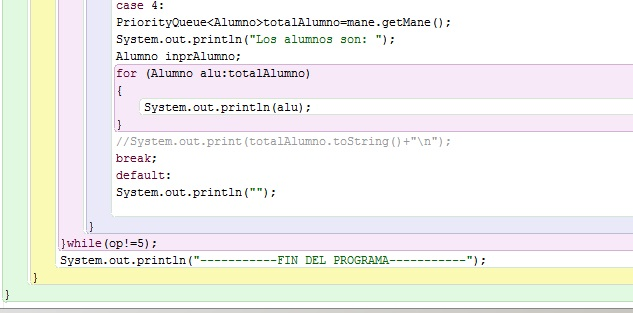 case 4:
PriorityQueue<Alumno>totalAlumno=mane.getMane();
System.out.println("Los alumnos son: ");
Alumno inprAlumno;
for (Alumno alu:totalAlumno)
{
System.out.println(alu);
}
//System.out.print(totalAlumno.toString()+"\n");
break;
default:
System.out.println("");
}
}while(op!=5);
System.out.println("-----------FIN DEL PROGRAMA-----------");
}
}